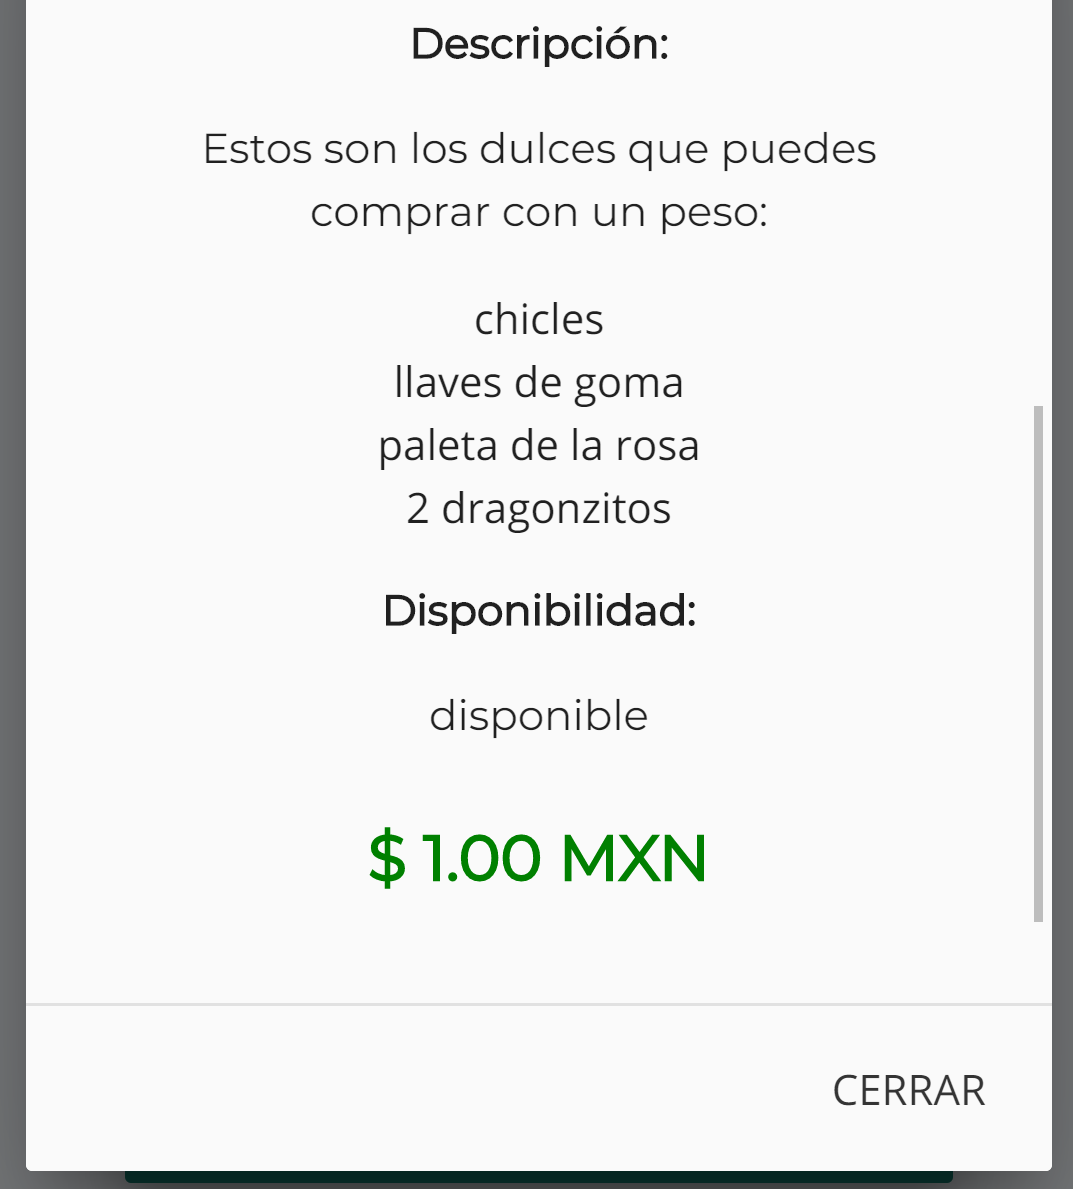 Descripción:
Estos son los dulces que puedes
comprar con un peso:
chicles
llaves de goma
paleta de la rosa
2 dragonzitos
Disponibilidad:
disponible
$ 1.00 MXN
CERRAR